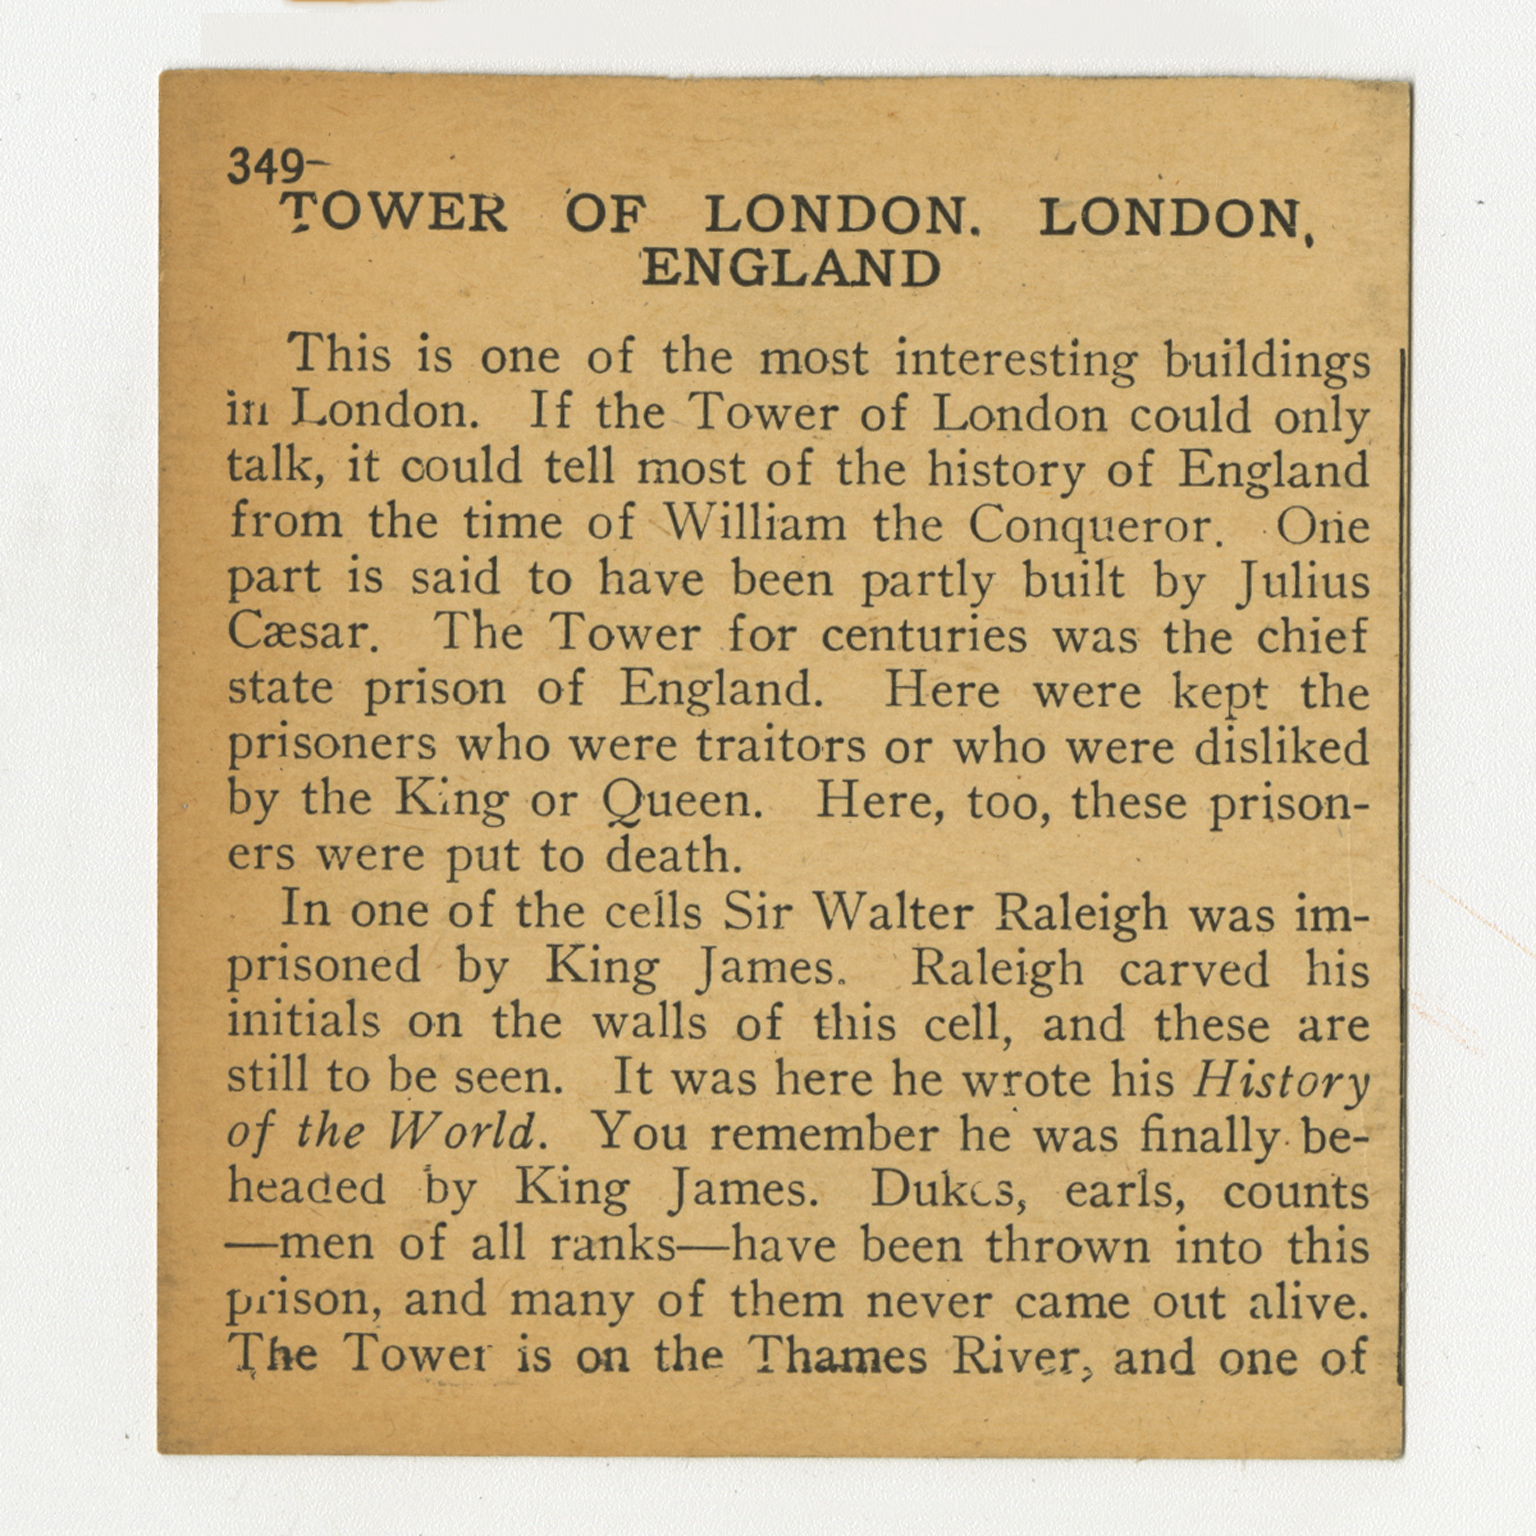 349-
TOWER OF LONDON. LONDON,
ENGLAND
This is one of the most interesting buildings
in London. If the Tower of London could only
talk, it could tell most of the history of England
from the time of William the Conqueror. One
part is said to have been partly built by Julius
Cæsar. The Tower for centuries was the chief
state prison of England. Here were kept the
prisoners who were traitors or who were disliked
by the King or Queen. Here, too, these prison-
ers were put to death.
In one of the cells Sir Walter Raleigh was im-
prisoned by King James. Raleigh carved his
initials on the walls of this cell, and these are
still to be seen. It was here he wrote his History
of the World. You remember he was finally be-
headed by King James. Dukes, earls, counts
—men of all ranks—have been thrown into this
prison, and many of them never came out alive.
The Tower is on the Thames River, and one of